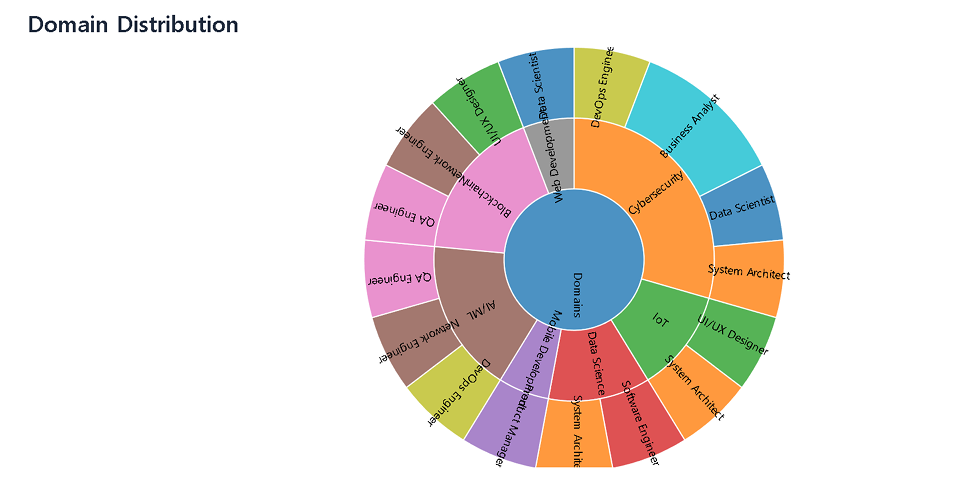 Domain Distribution
Domains
Cybersecurity
IoT
Data Science
Mobile Development
AI/ML
Blockchain
Web Development
DevOps Enginee
Business Analyst
Data Scientist
System Architect
UI/UX Designer
System Architect
Software Engineer
System Archite
Product Manager
DevOps Engineer
Network Engineer
QA Engineer
QA Engineer
Network Engineer
UI/UX Designer
Data Scientist